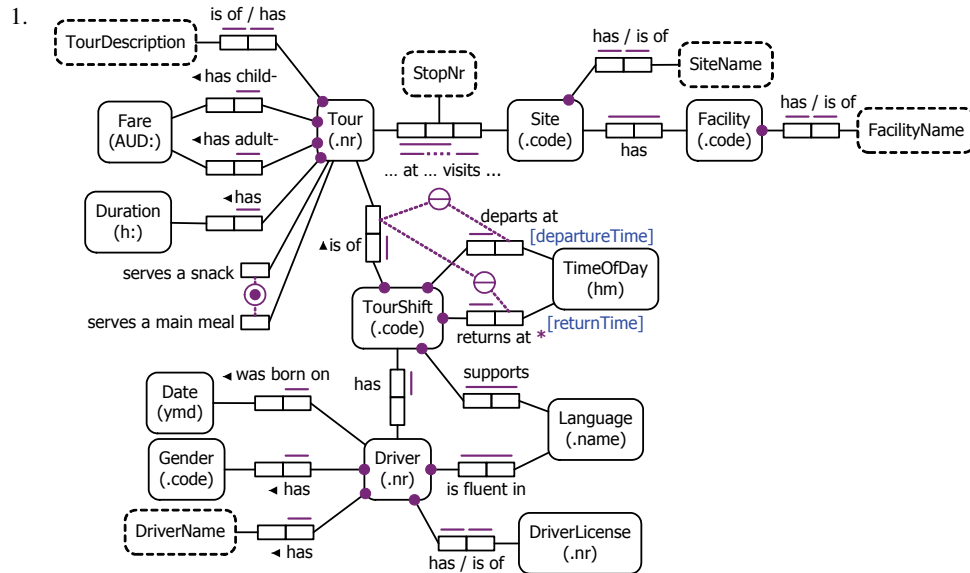 1.
is of / has
TourDescription
has / is of
StopNr
SiteName
◄ has child-
has / is of
Fare
(AUD:)
Tour
(.nr)
Site
(.code)
Facility
(.code)
◄ has adult-
has
FacilityName
... at ... visits ...
◄ has
Duration
(h:)
departs at
[departureTime]
▲is of
TimeOfDay
(hm)
serves a snack
TourShift
(.code)
serves a main meal
[returnTime]
returns at *
supports
◄ was born on
has
Date
(ymd)
Language
(.name)
Gender
(.code)
Driver
(.nr)
◄ has
is fluent in
DriverName
DriverLicense
(.nr)
◄ has
has / is of